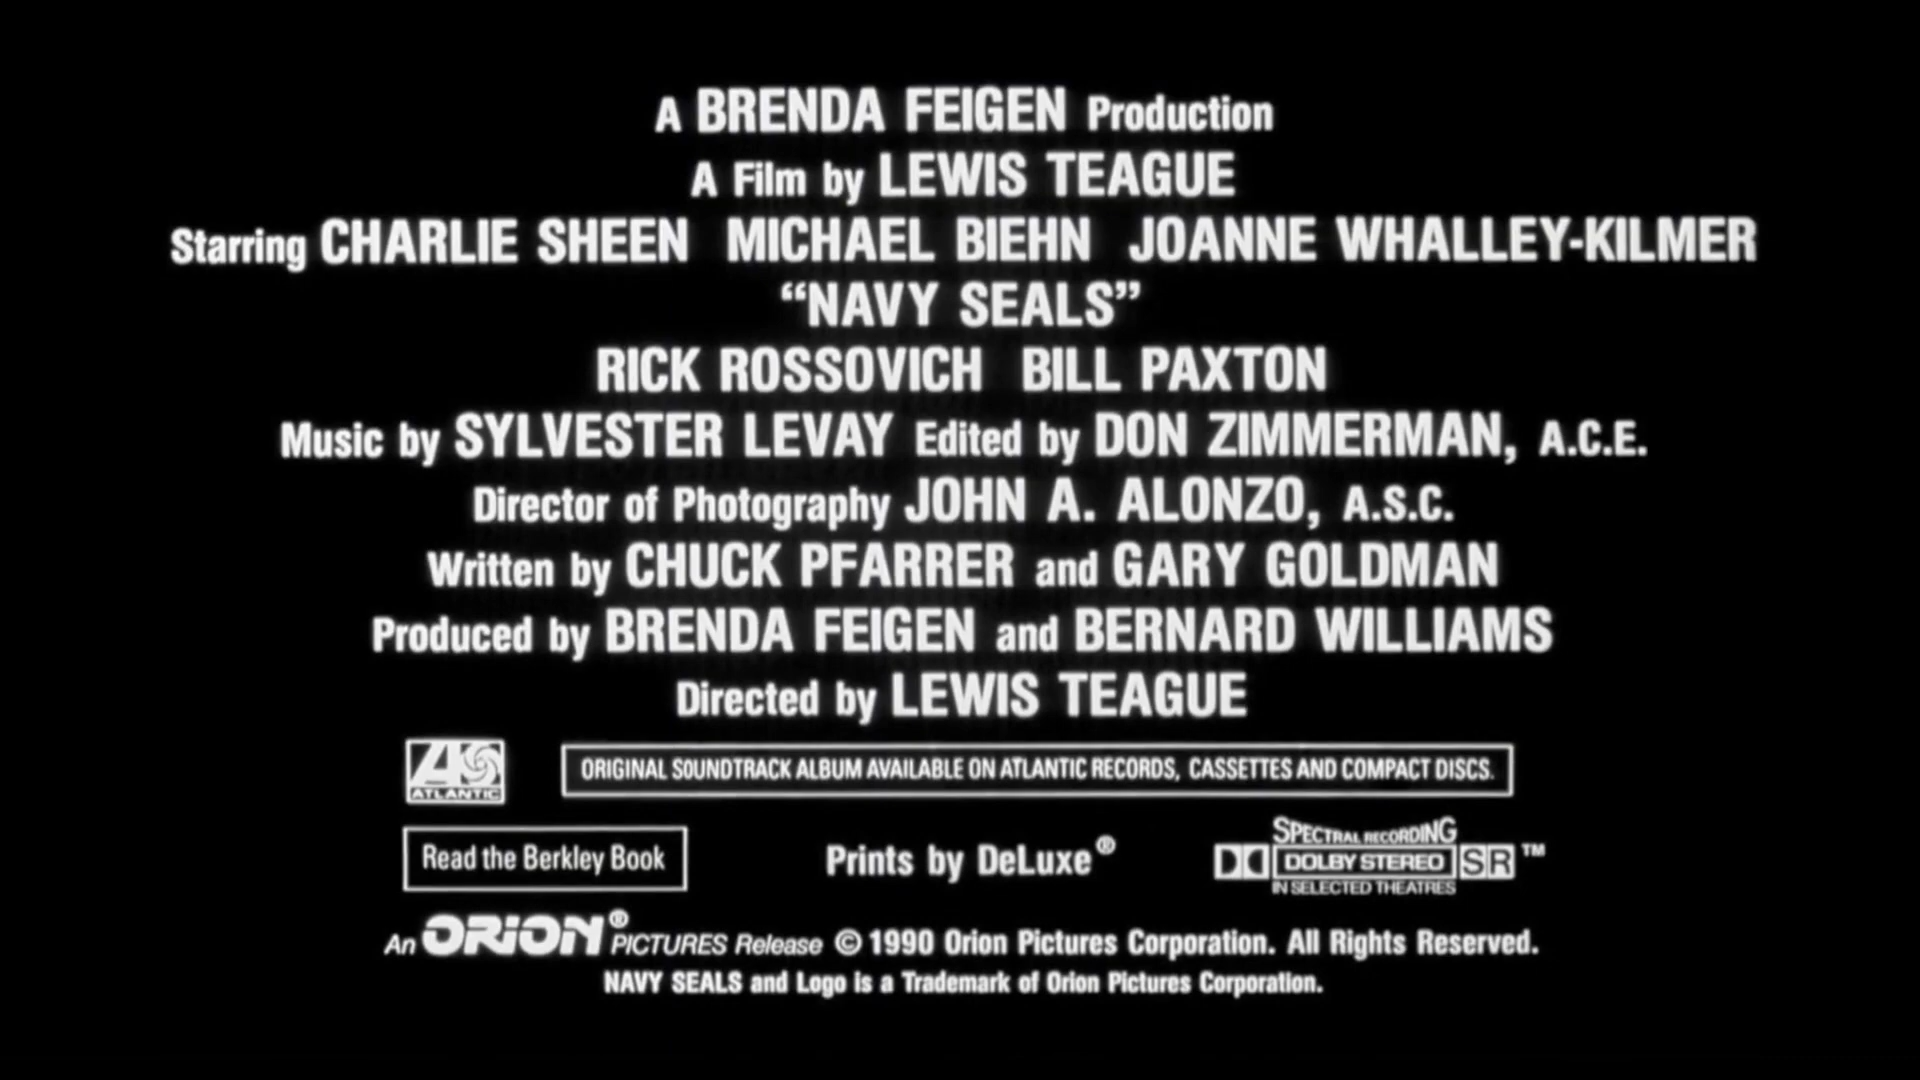 A BRENDA FEIGEN Production
A Film by LEWIS TEAGUE
Starring CHARLIE SHEEN MICHAEL BIEHN JOANNE WHALLEY-KILMER
“NAVY SEALS”
RICK ROSSOVICH BILL PAXTON
Music by SYLVESTER LEVAY Edited by DON ZIMMERMAN, A.C.E.
Director of Photography JOHN A. ALONZO, A.S.C.
Written by CHUCK PFARRER and GARY GOLDMAN
Produced by BRENDA FEIGEN and BERNARD WILLIAMS
Directed by LEWIS TEAGUE
ATLANTIC
ORIGINAL SOUNDTRACK ALBUM AVAILABLE ON ATLANTIC RECORDS, CASSETTES AND COMPACT DISCS.
Read the Berkley Book
Prints by DeLuxe®
SPECTRAL RECORDING
DOLBY STEREO SR™
IN SELECTED THEATRES
An ORION® PICTURES Release © 1990 Orion Pictures Corporation. All Rights Reserved.
NAVY SEALS and Logo is a Trademark of Orion Pictures Corporation.